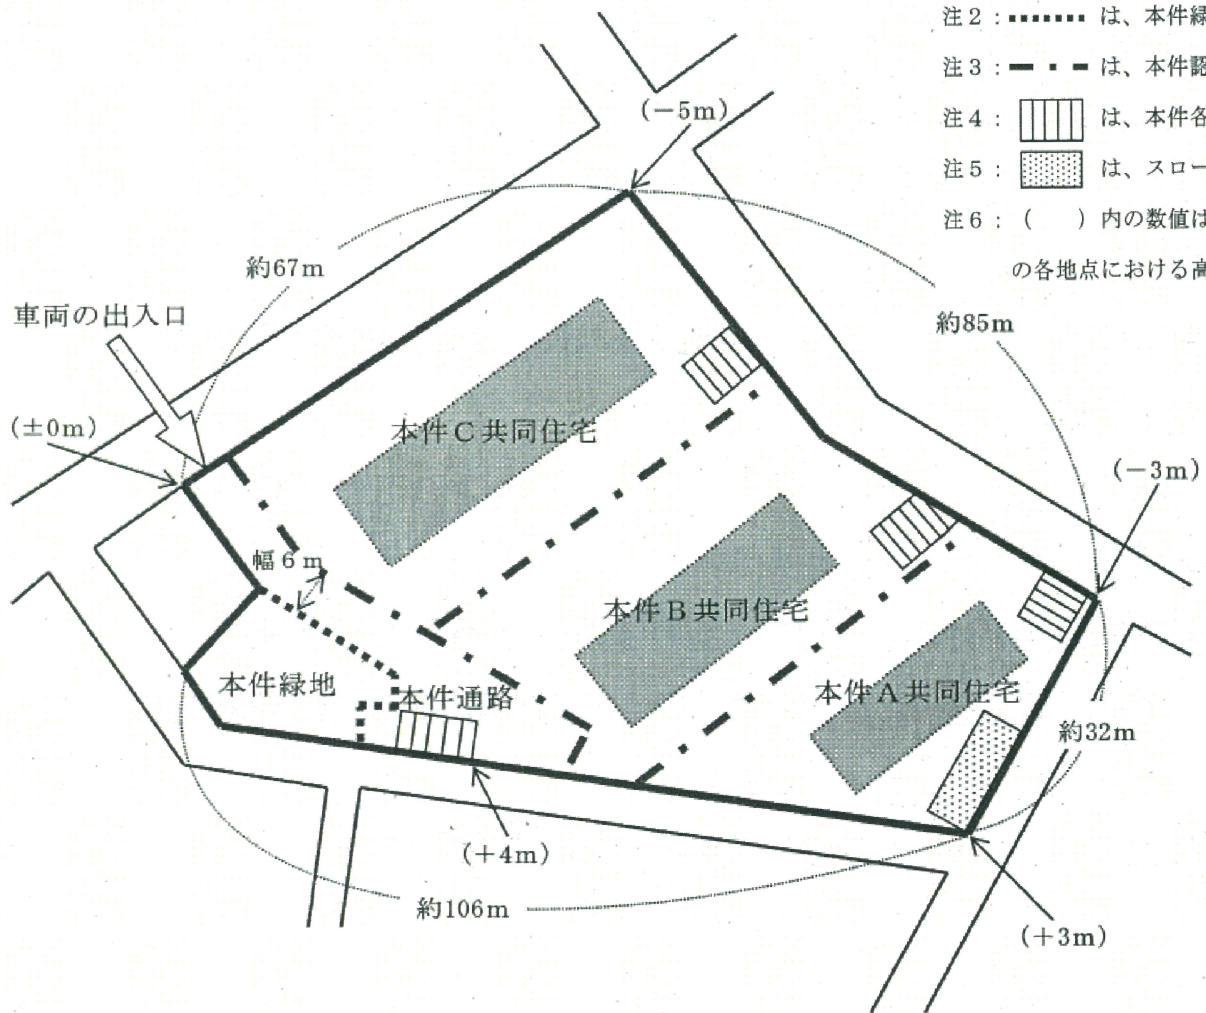 注2：は、本件緑
注3：は、本件認
注4：は、本件各
注5：は、スロー
注6：（　）内の数値は
の各地点における高
(－5m)
約67m
車両の出入口
約85m
(±0m)
本件C共同住宅
(－3m)
幅6m
本件B共同住宅
本件緑地
本件通路
本件A共同住宅
約32m
(＋4m)
約106m
(＋3m)